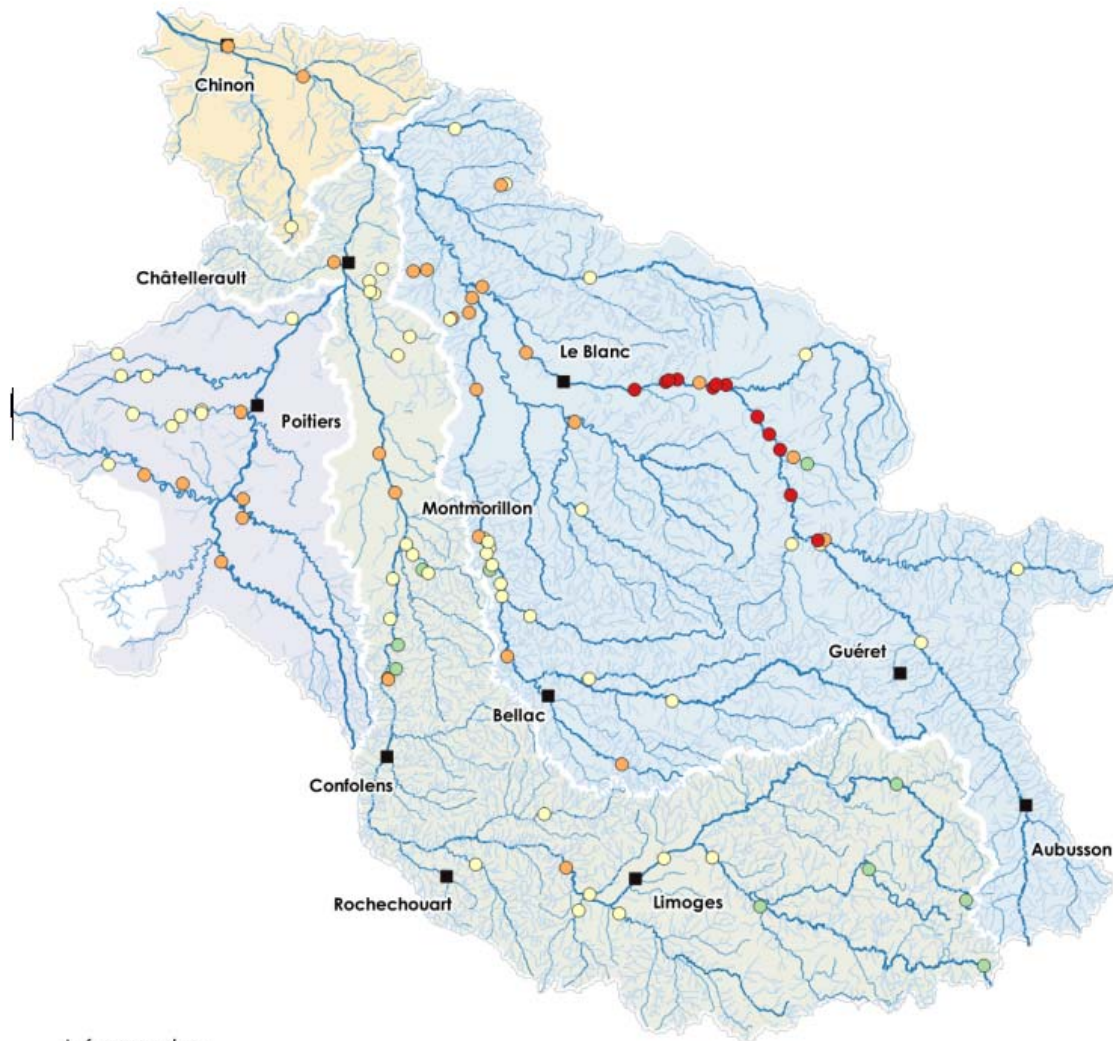 Chinon
Châtellerault
Le Blanc
Poitiers
Montmorillon
Guéret
Bellac
Confolens
Aubusson
Rochechouart
Limoges